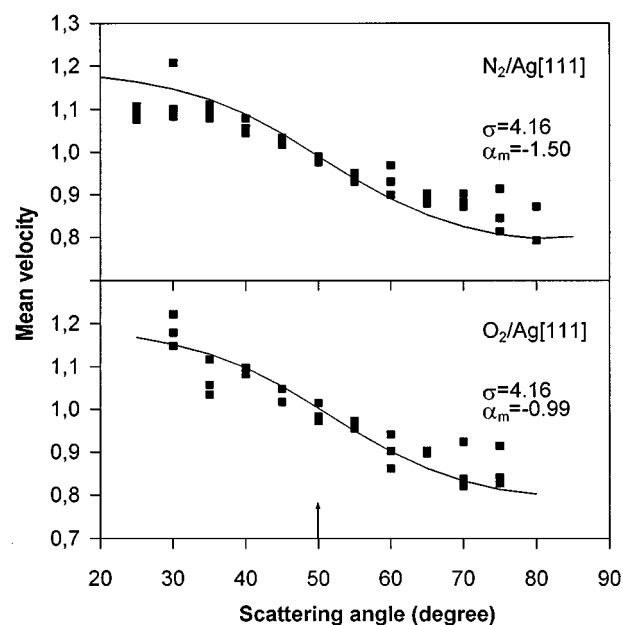 1,3
1,2
1,1
1,0
0,9
0,8
N2/Ag[111]
σ=4.16
αm=-1.50
Mean velocity
1,2
1,1
1,0
0,9
0,8
0,7
O2/Ag[111]
σ=4.16
αm=-0.99
20 30 40 50 60 70 80 90
Scattering angle (degree)